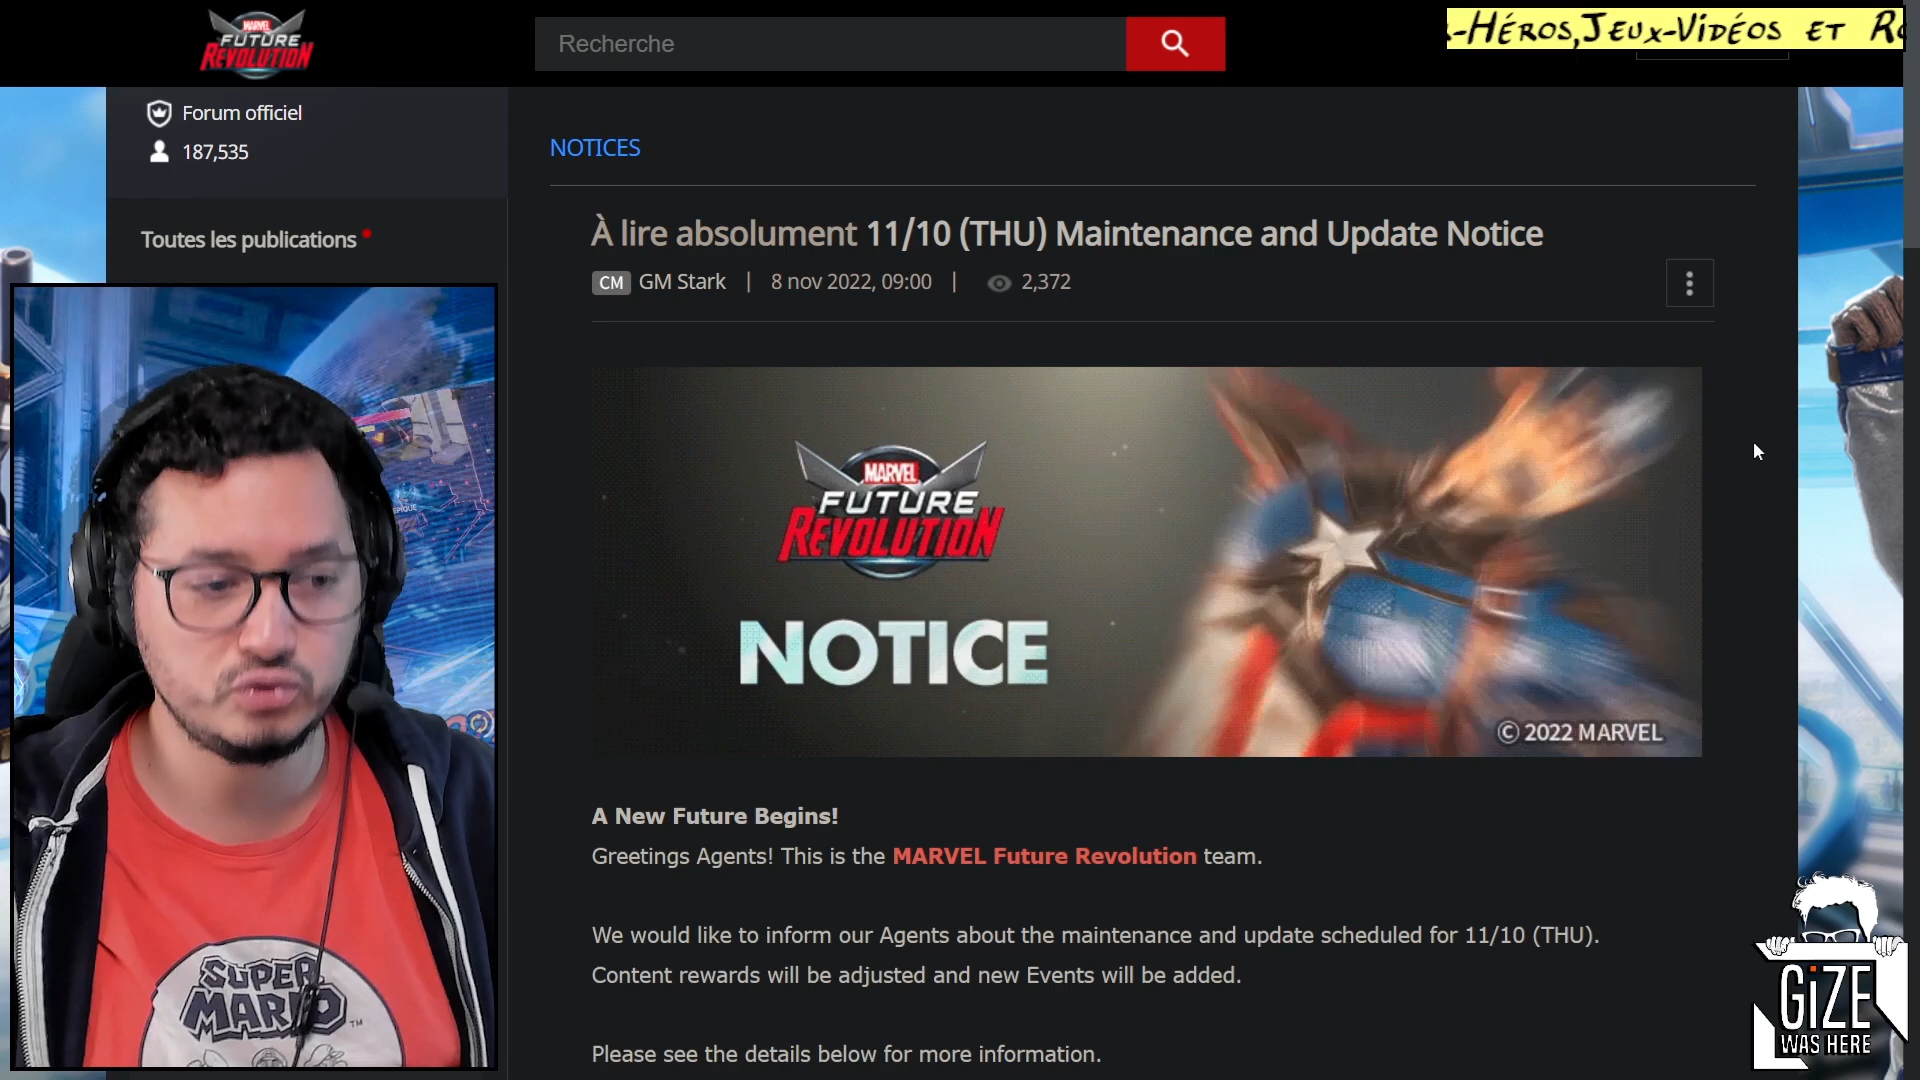 MARVEL
FUTURE
REVOLUTION
Recherche
-Héros,Jeux-Vidéos et
Forum officiel
187,535
Toutes les publications
NOTICES
À lire absolument 11/10 (THU) Maintenance and Update Notice
CM GM Stark | 8 nov 2022, 09:00 | 2,372
MARVEL
FUTURE
REVOLUTION
NOTICE
© 2022 MARVEL
A New Future Begins!
Greetings Agents! This is the MARVEL Future Revolution team.
We would like to inform our Agents about the maintenance and update scheduled for 11/10 (THU).
Content rewards will be adjusted and new Events will be added.
Please see the details below for more information.
SUPER
MARIO
TM
GiZE
WAS HERE